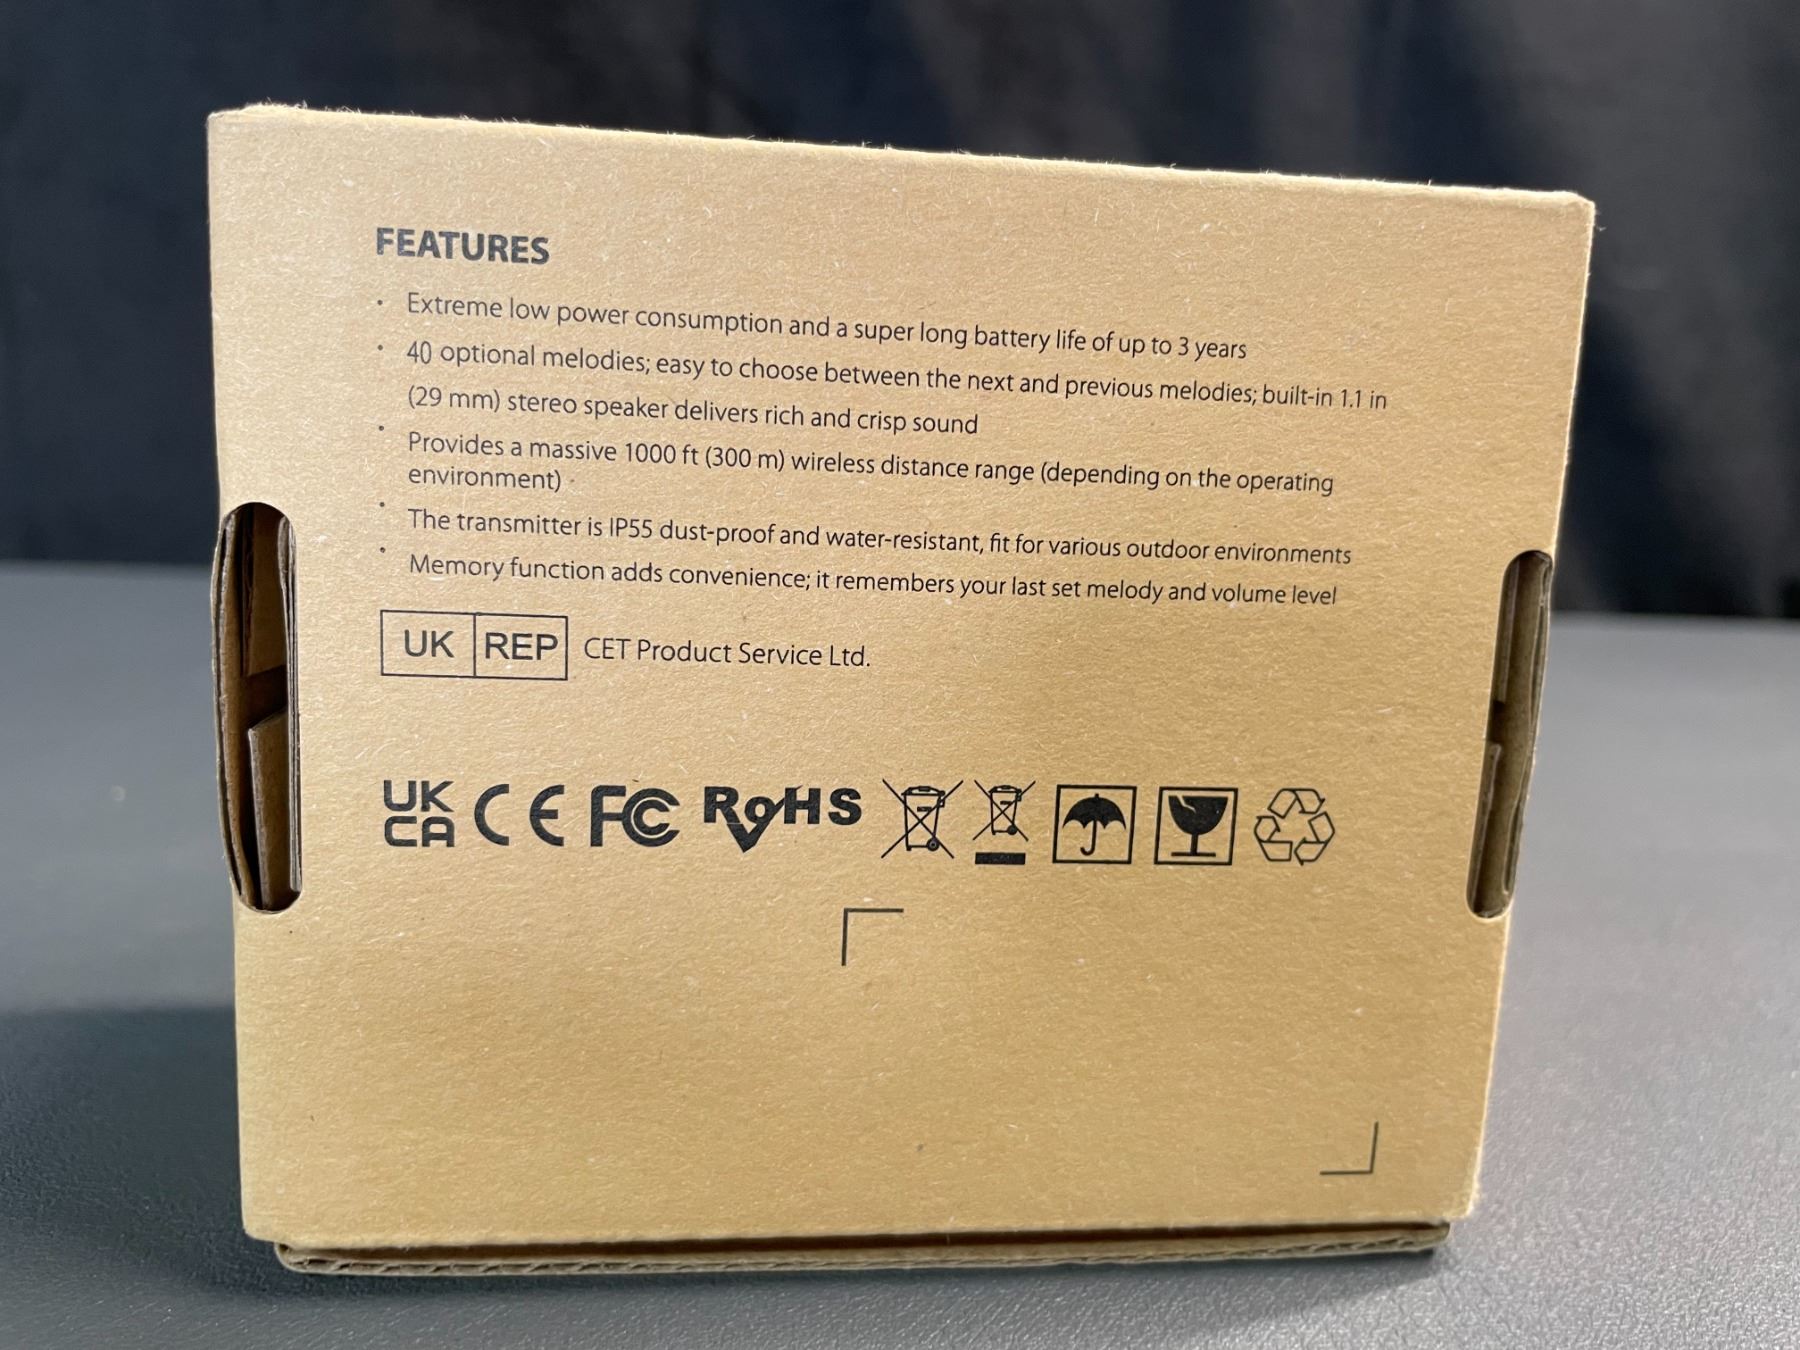 FEATURES
· Extreme low power consumption and a super long battery life of up to 3 years
· 40 optional melodies; easy to choose between the next and previous melodies; built-in 1.1 in
(29 mm) stereo speaker delivers rich and crisp sound
· Provides a massive 1000 ft (300 m) wireless distance range (depending on the operating
environment)
· The transmitter is IP55 dust-proof and water-resistant, fit for various outdoor environments
· Memory function adds convenience; it remembers your last set melody and volume level
UK REP CET Product Service Ltd.
UK
CA CE FC RoHS